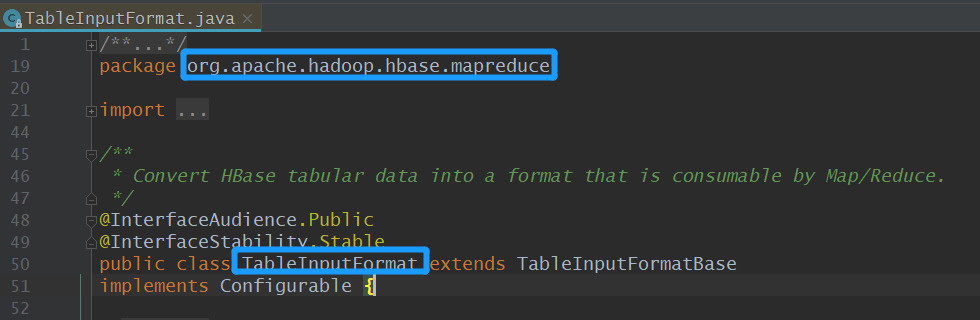 TableInputFormat.java
1 /**...*/
19 package org.apache.hadoop.hbase.mapreduce
20
21 import ...
44
45 /**
46 * Convert HBase tabular data into a format that is consumable by Map/Reduce.
47 */
48 @InterfaceAudience.Public
49 @InterfaceStability.Stable
50 public class TableInputFormat extends TableInputFormatBase
51 implements Configurable {
52